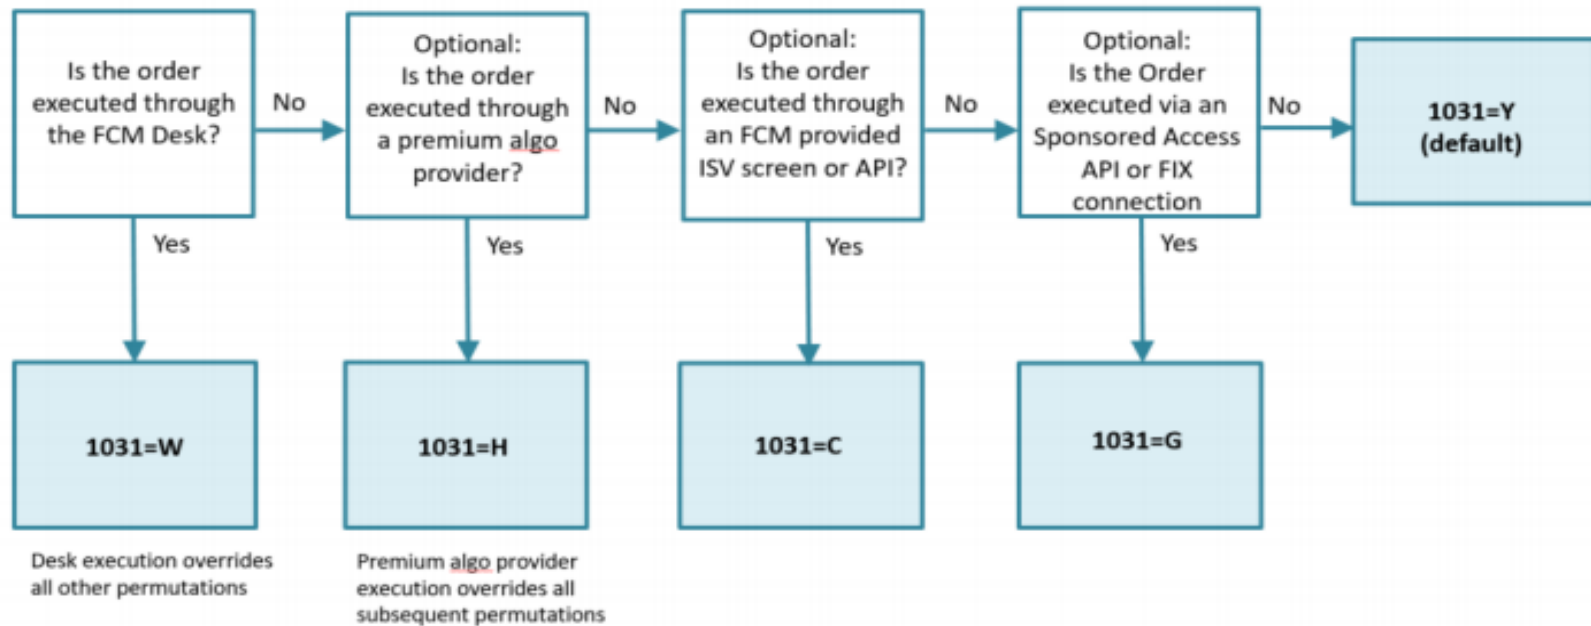 Is the order
executed through
the FCM Desk?
No
Optional:
Is the order
executed through
a premium algo
provider?
No
Optional:
Is the order
executed through
an FCM provided
ISV screen or API?
No
Optional:
Is the Order
executed via an
Sponsored Access
API or FIX
connection
No
1031=Y
(default)
Yes
Yes
Yes
Yes
1031=W
1031=H
1031=C
1031=G
Desk execution overrides
all other permutations
Premium algo provider
execution overrides all
subsequent permutations